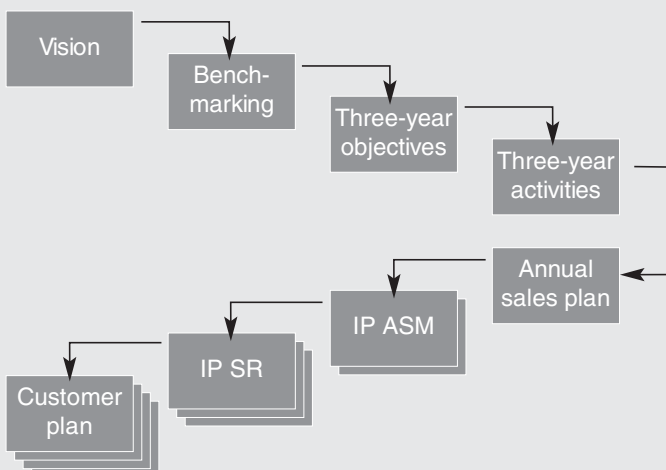 Vision
Bench-
marking
Three-year
objectives
Three-year
activities
Annual
sales plan
IP ASM
IP SR
Customer
plan